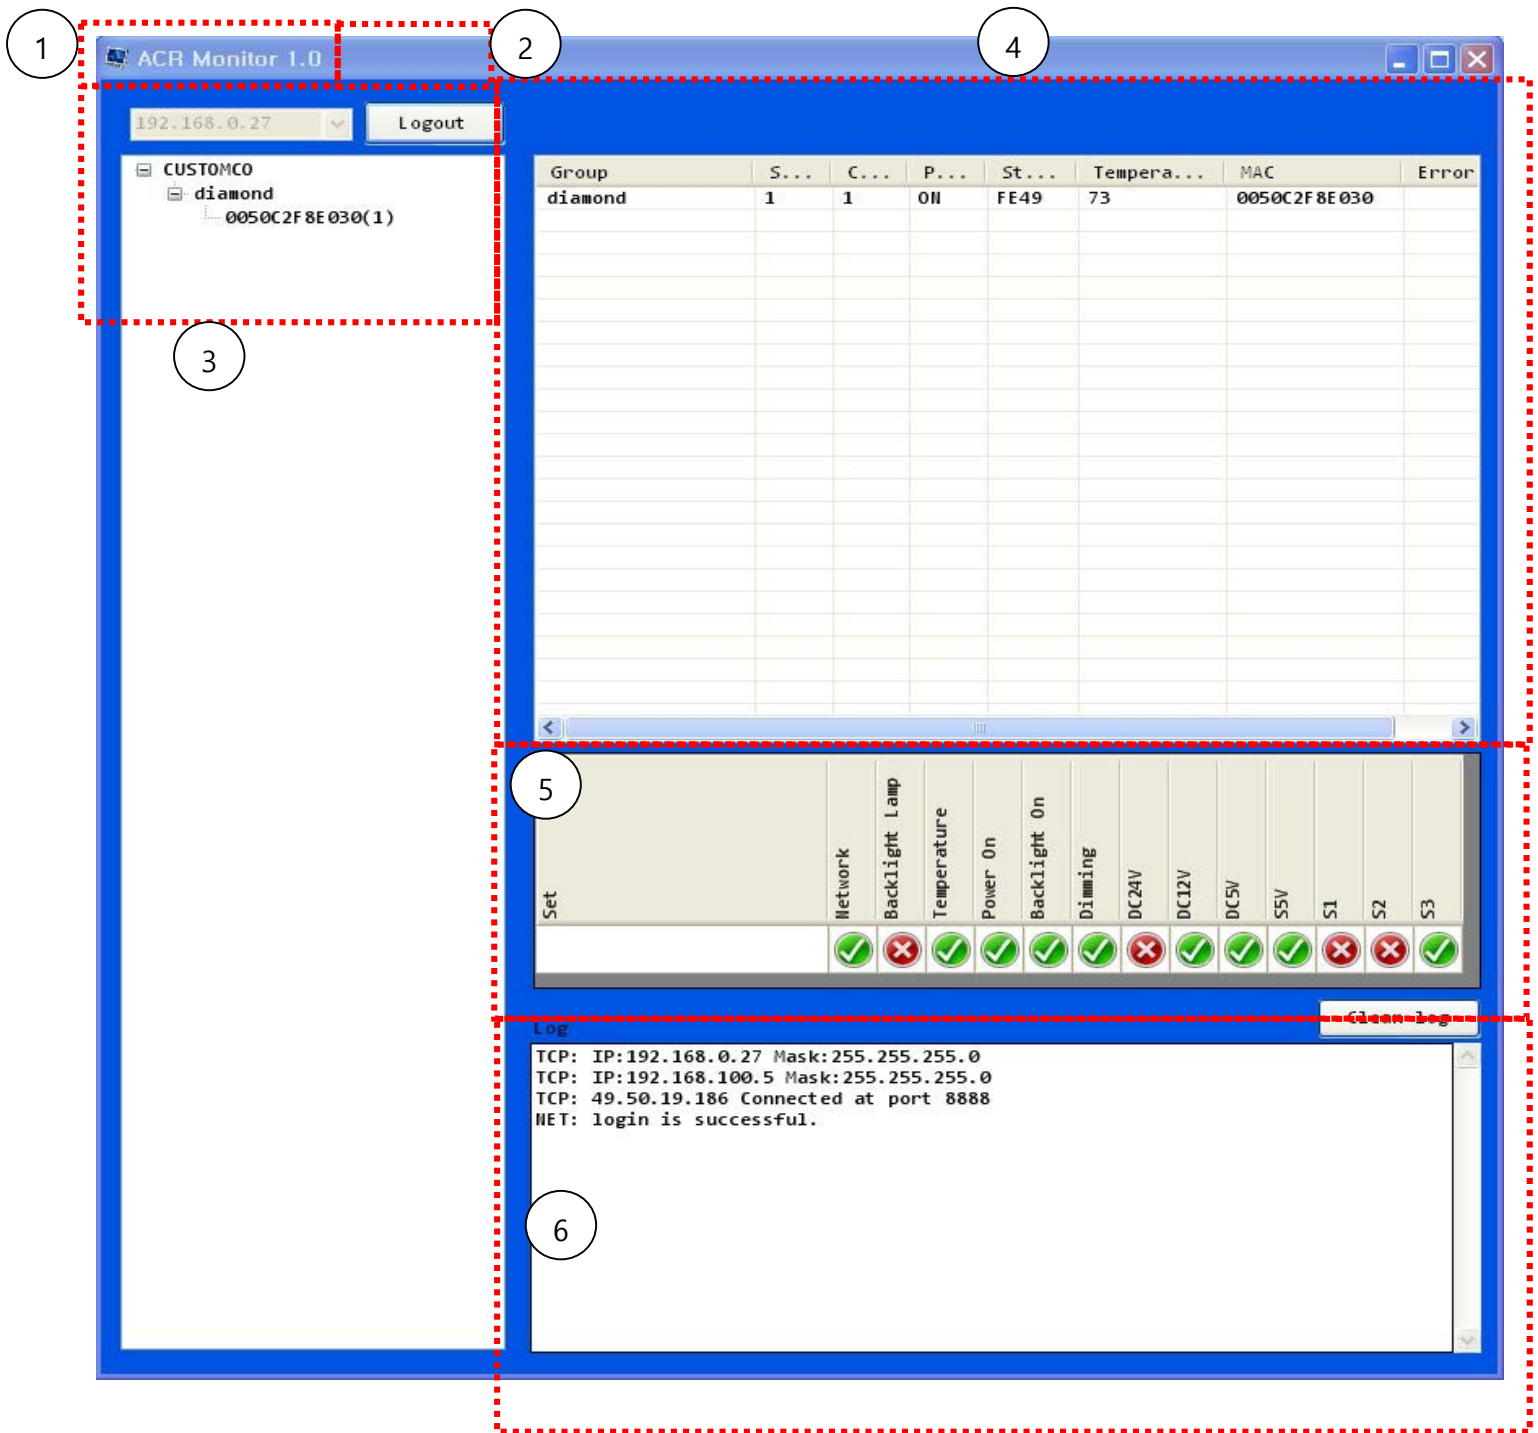 1
2
4
ACR Monitor 1.0
192.168.0.27
Logout
CUSTOMCO
diamond
0050C2F8E030(1)
3
Group S... C... P... St... Tempera... MAC Error
diamond 1 1 ON FE49 73 0050C2F8E030
5
Set Network Backlight Lamp Temperature Power On Backlight On Dimming DC24V DC12V DC5V S5V S1 S2 S3
Log
Clean log
TCP: IP:192.168.0.27 Mask:255.255.255.0
TCP: IP:192.168.100.5 Mask:255.255.255.0
TCP: 49.50.19.186 Connected at port 8888
NET: login is successful.
6